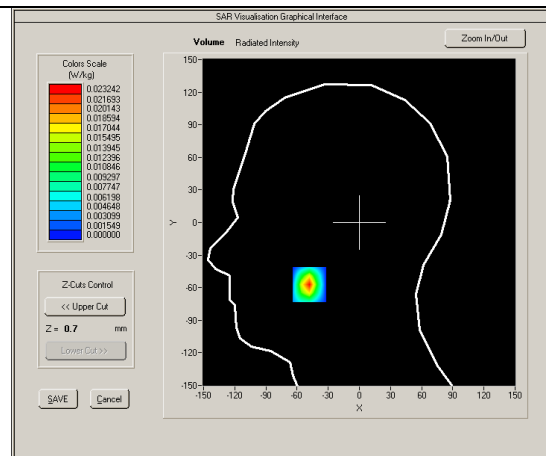 SAR Visualisation Graphical Interface
Volume Radiated Intensity
Zoom In/Out
Colors Scale
(W/kg)
0.023242
0.021693
0.020143
0.018594
0.017044
0.015495
0.013945
0.012396
0.010846
0.009297
0.007747
0.006198
0.004648
0.003099
0.001549
0.000000
Z-Cuts Control
<< Upper Cut
Z = 0.7 mm
Lower Cut >>
SAVE Cancel
150-
120-
90-
60-
30-
Y 0-
-30-
-60-
-90-
-120-
-150-
-150 -120 -90 -60 -30 0 30 60 90 120 150
X